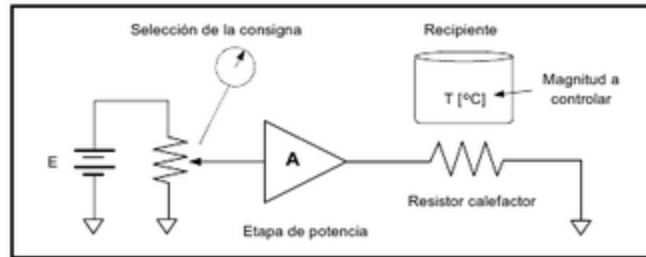 Selección de la consigna
Recipiente
T [ºC]
Magnitud a
controlar
E
A
Resistor calefactor
Etapa de potencia